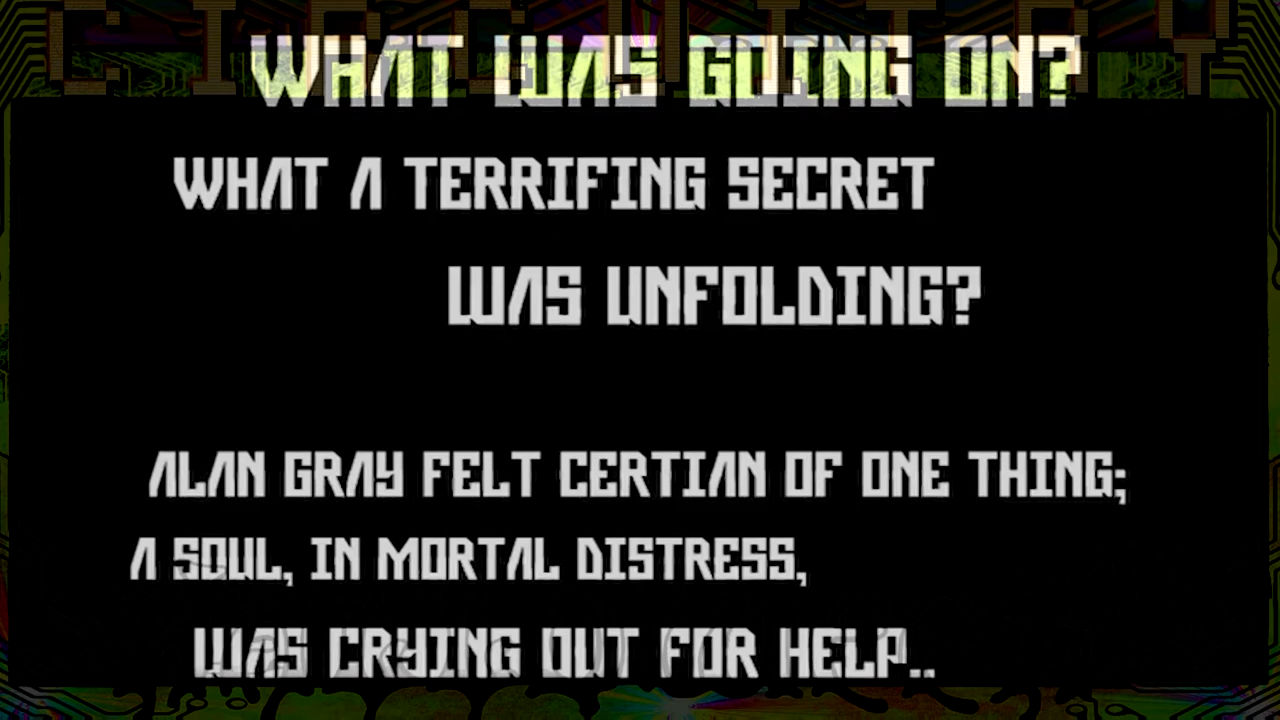 WHAT WAS GOING ON?
WHAT A TERRIFING SECRET
WAS UNFOLDING?
ALAN GRAY FELT CERTIAN OF ONE THING;
A SOUL, IN MORTAL DISTRESS,
WAS CRYING OUT FOR HELP..